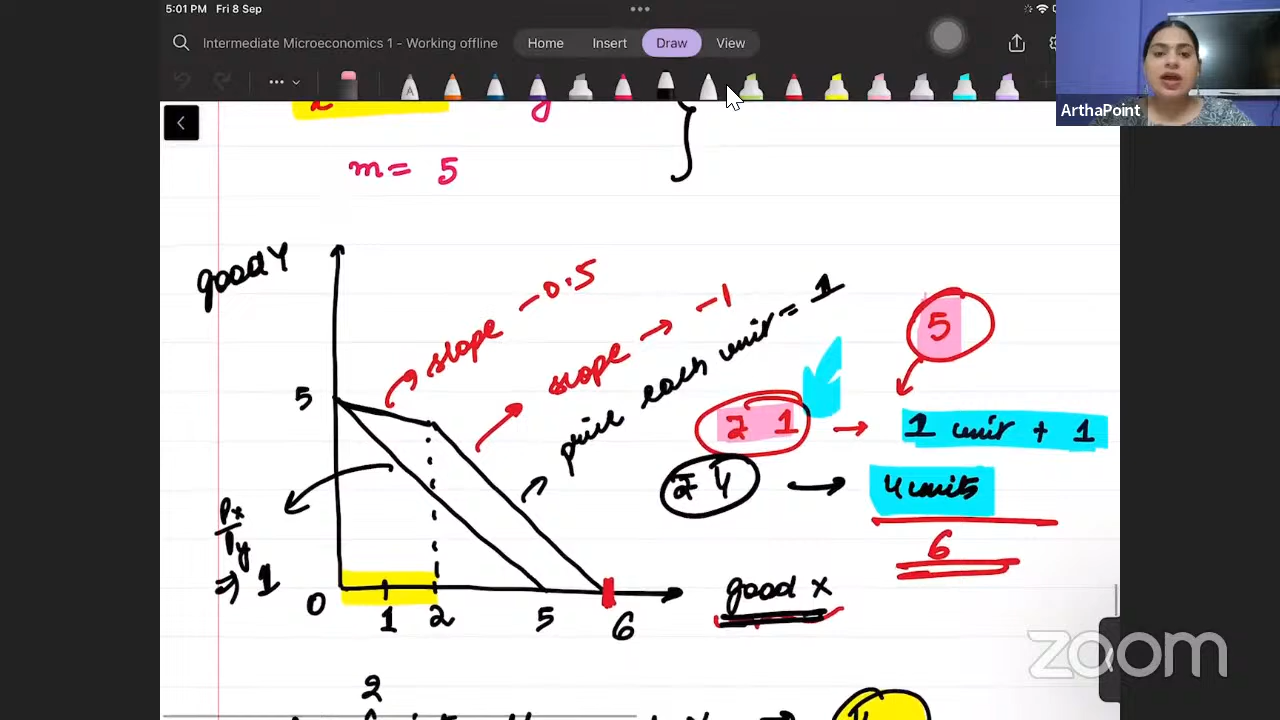 5:01 PM Fri 8 Sep
Intermediate Microeconomics 1 - Working offline
Home
Insert
Draw
View
ArthaPoint
m = 5
good Y
slope -0.5
slope → -1
price each unit = 1
5
5
₹ 1 → 1 unit + 1
₹ 4 → 4 units
6
Px
Py
⇒ 1
0
1
2
5
6
good X
zoom
2